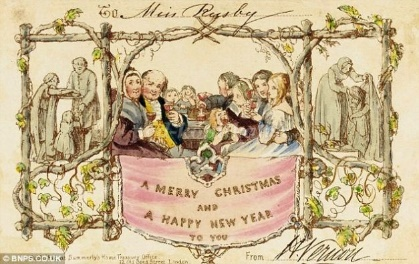 To Miss Rigby
A MERRY CHRISTMAS
AND
A HAPPY NEW YEAR
TO YOU
Summerly's Home Treasury Office
12 Old Bond Street London
From
© BNPS.CO.UK